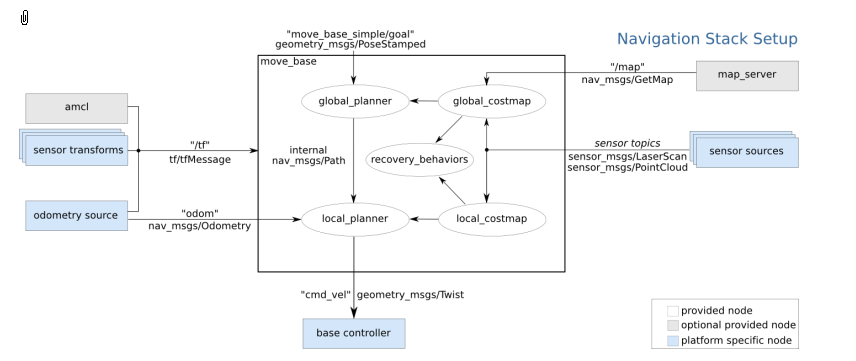 "move_base_simple/goal"
geometry_msgs/PoseStamped
Navigation Stack Setup
move_base
"/map"
nav_msgs/GetMap
map_server
global_planner
global_costmap
amcl
sensor transforms
"/tf"
tf/tfMessage
internal
nav_msgs/Path
recovery_behaviors
sensor topics
sensor_msgs/LaserScan
sensor_msgs/PointCloud
sensor sources
odometry source
"odom"
nav_msgs/Odometry
local_planner
local_costmap
"cmd_vel" geometry_msgs/Twist
base controller
provided node
optional provided node
platform specific node